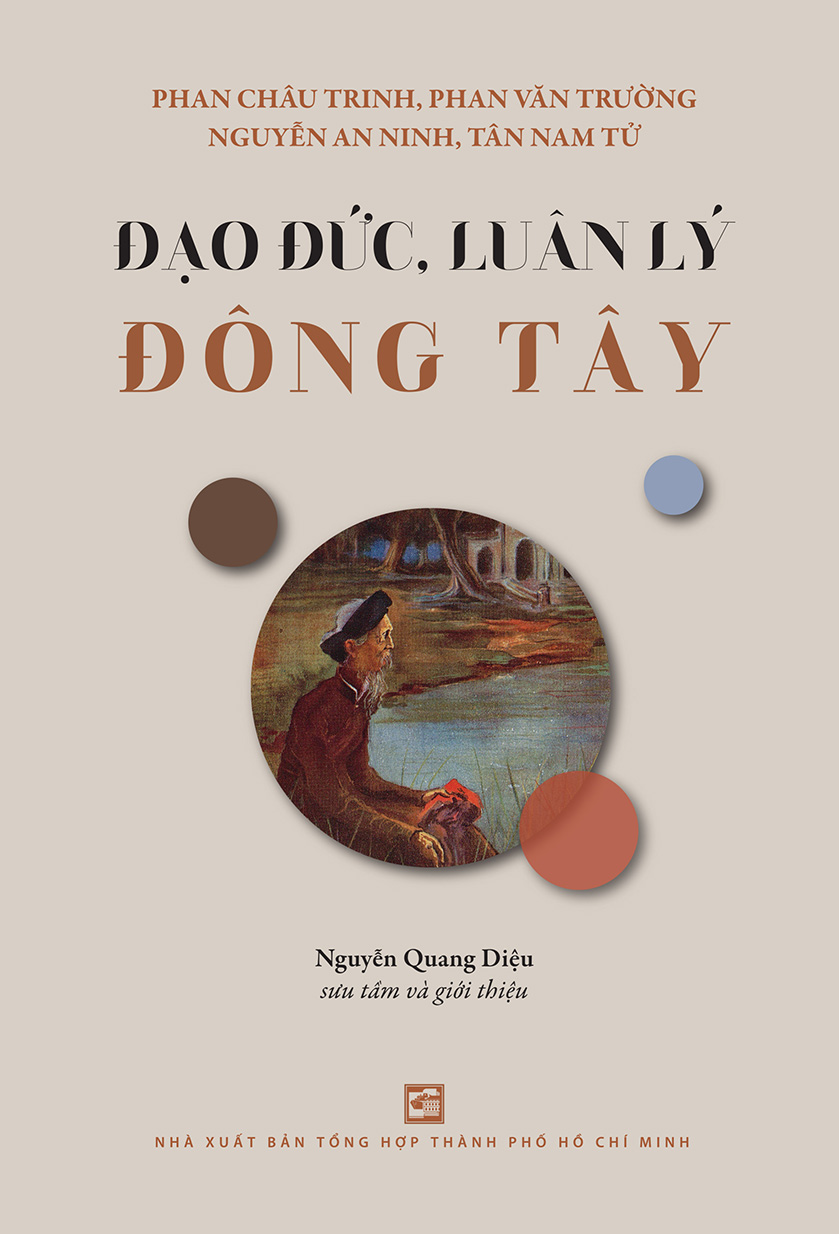 PHAN CHÂU TRINH, PHAN VĂN TRƯỜNG
NGUYỄN AN NINH, TÂN NAM TỬ
ĐẠO ĐỨC, LUÂN LÝ
ĐÔNG TÂY
Nguyễn Quang Diệu
sưu tầm và giới thiệu
NHÀ XUẤT BẢN TỔNG HỢP THÀNH PHỐ HỒ CHÍ MINH